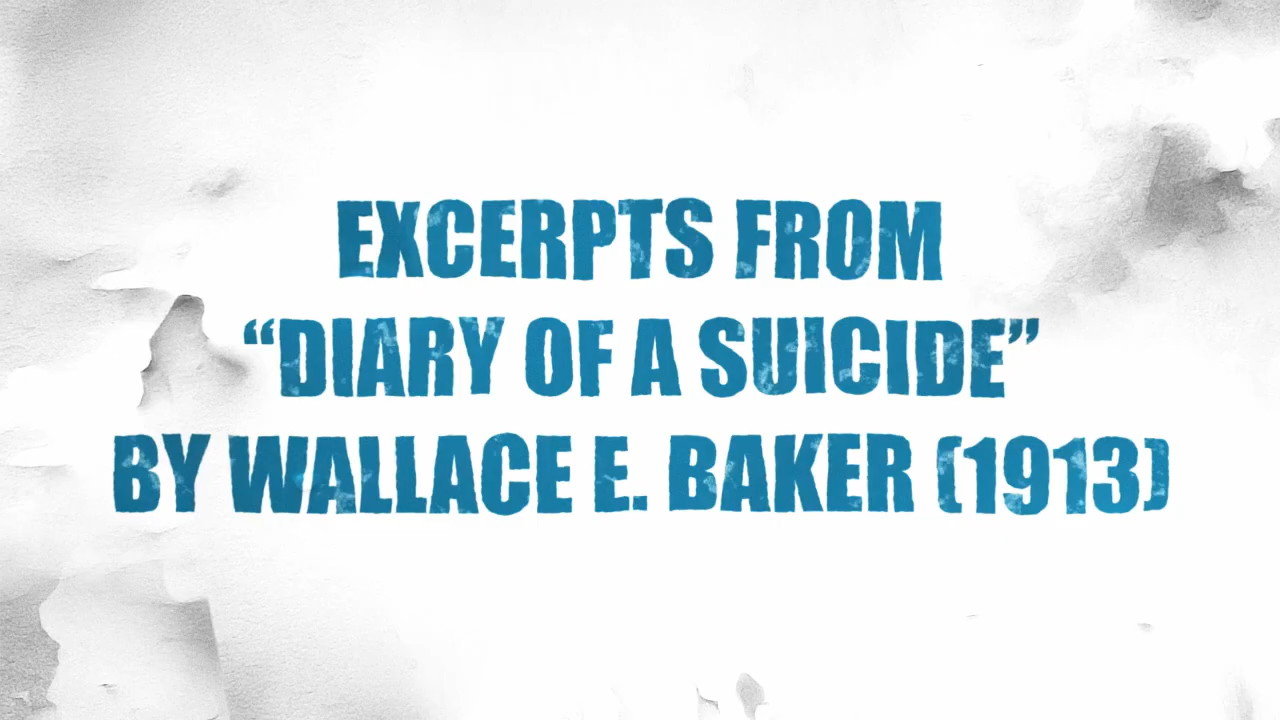 EXCERPTS FROM
“DIARY OF A SUICIDE”
BY WALLACE E. BAKER (1913)